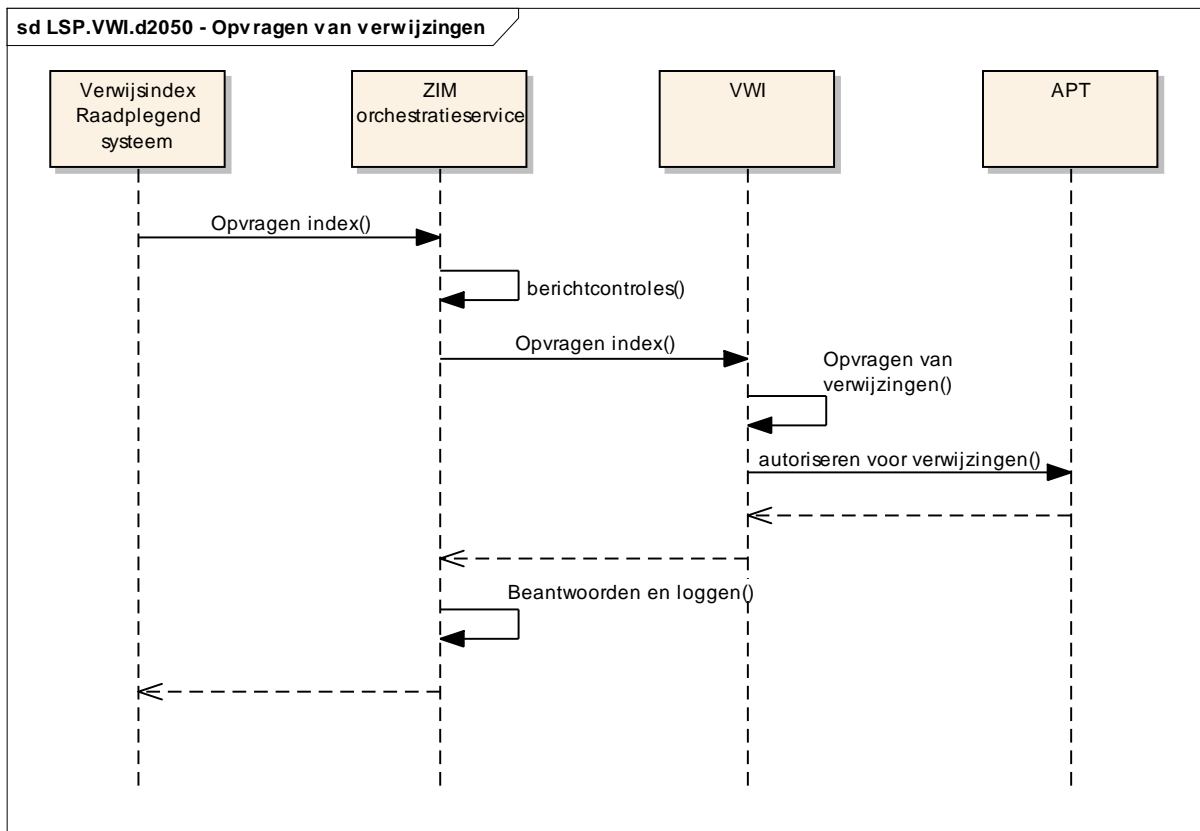 sd LSP.VWI.d2050 - Opvragen van verwijzingen
Verwijsindex
Raadplegend
systeem
ZIM
orchestratieservice
VWI
APT
Opvragen index()
berichtcontroles()
Opvragen index()
Opvragen van
verwijzingen()
autoriseren voor verwijzingen()
Beantwoorden en loggen()